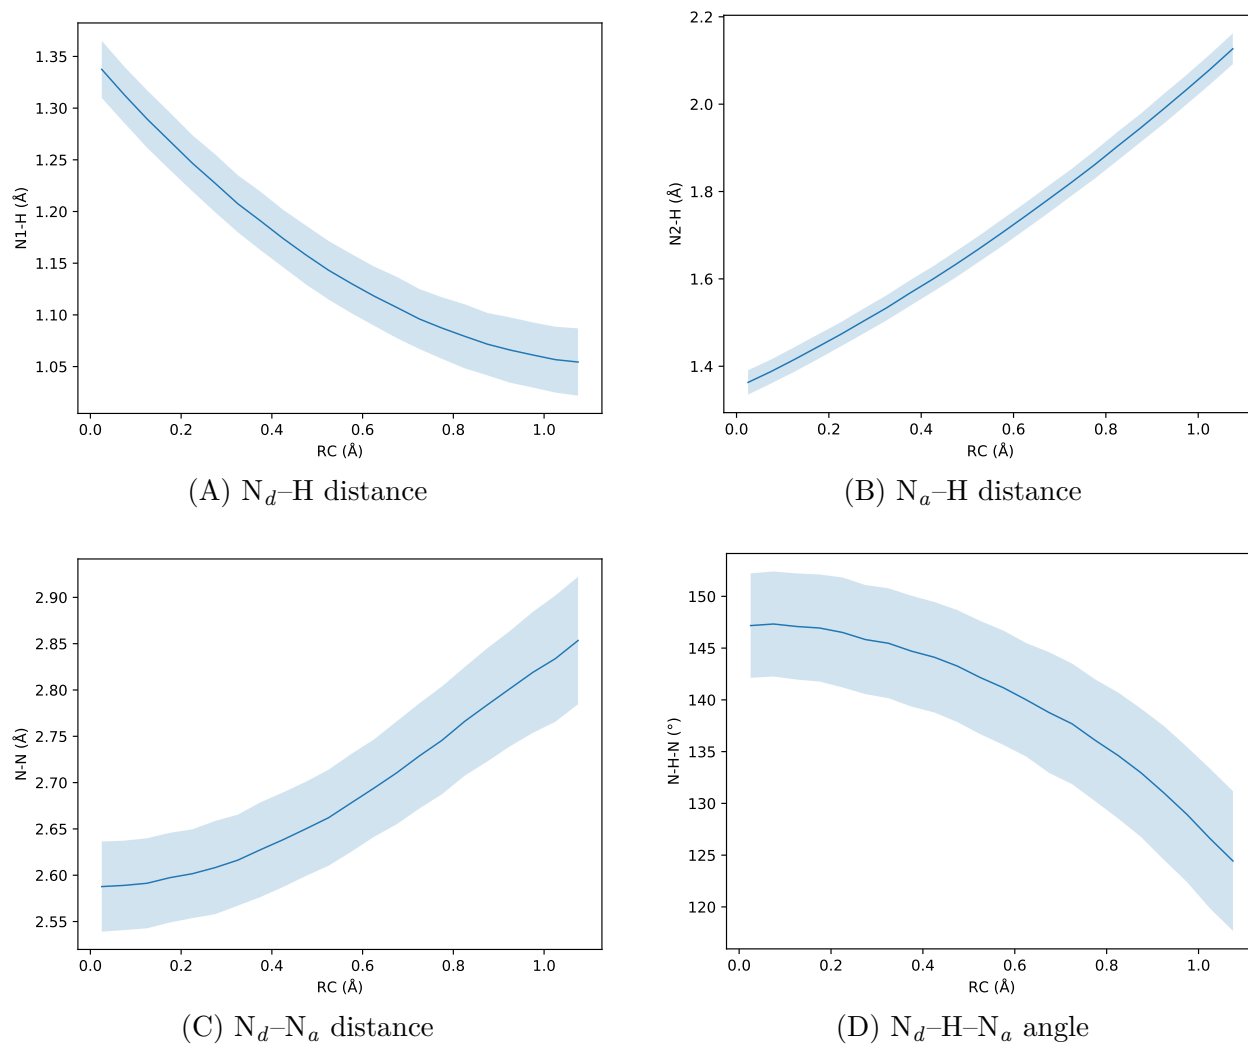 1.35
1.30
1.25
1.20
1.15
1.10
1.05
N1-H (Å)
0.0 0.2 0.4 0.6 0.8 1.0
RC (Å)
(A) N_d–H distance
2.2
2.0
1.8
1.6
1.4
N2-H (Å)
0.0 0.2 0.4 0.6 0.8 1.0
RC (Å)
(B) N_a–H distance
2.90
2.85
2.80
2.75
2.70
2.65
2.60
2.55
N-N (Å)
0.0 0.2 0.4 0.6 0.8 1.0
RC (Å)
(C) N_d–N_a distance
150
145
140
135
130
125
120
N-H-N (°)
0.0 0.2 0.4 0.6 0.8 1.0
RC (Å)
(D) N_d–H–N_a angle